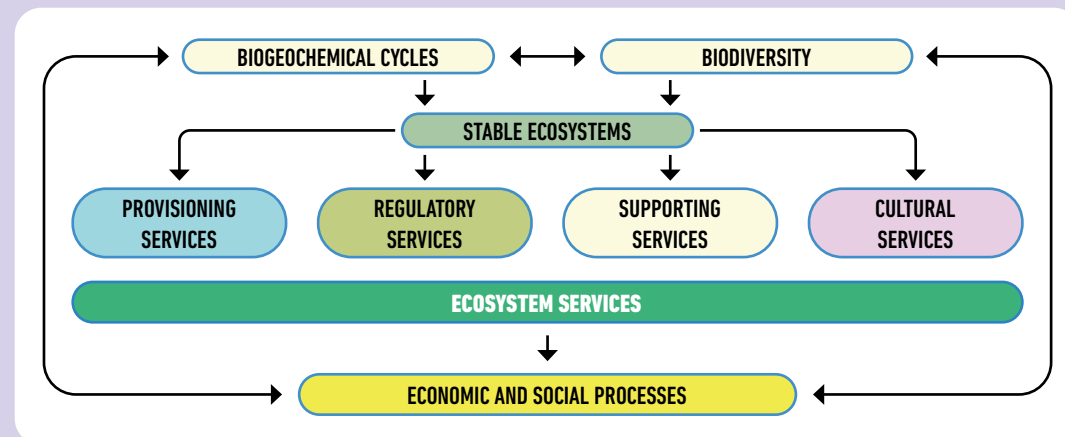 BIOGEOCHEMICAL CYCLES
BIODIVERSITY
STABLE ECOSYSTEMS
PROVISIONING
SERVICES
REGULATORY
SERVICES
SUPPORTING
SERVICES
CULTURAL
SERVICES
ECOSYSTEM SERVICES
ECONOMIC AND SOCIAL PROCESSES